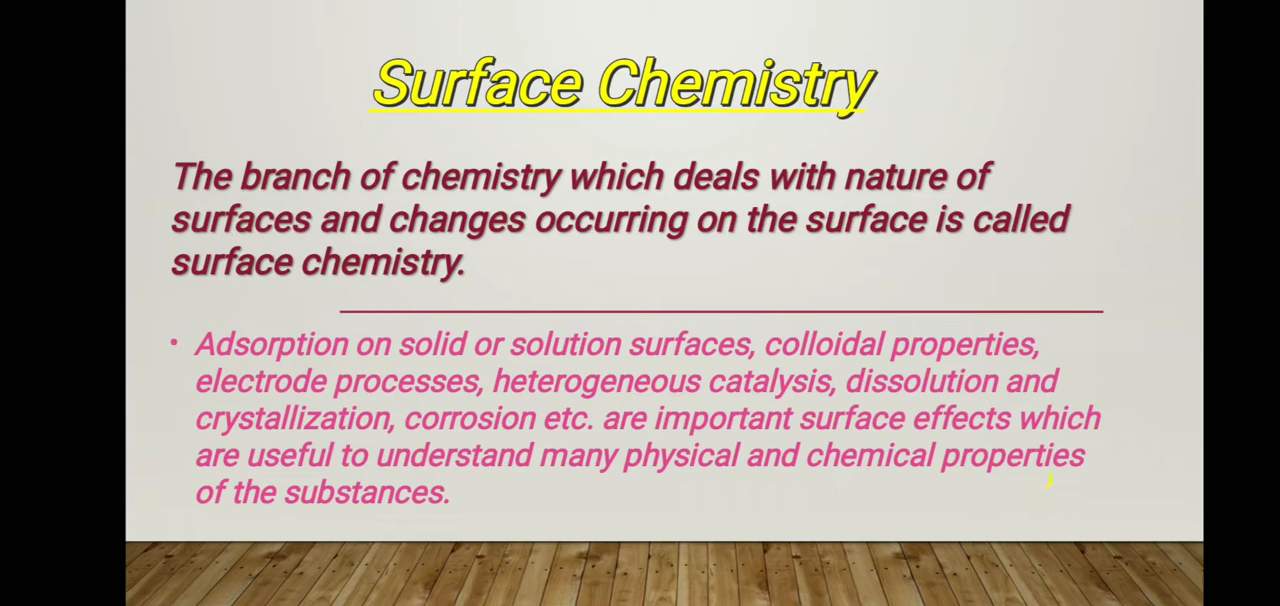 Surface Chemistry
The branch of chemistry which deals with nature of
surfaces and changes occurring on the surface is called
surface chemistry.
• Adsorption on solid or solution surfaces, colloidal properties,
electrode processes, heterogeneous catalysis, dissolution and
crystallization, corrosion etc. are important surface effects which
are useful to understand many physical and chemical properties
of the substances.